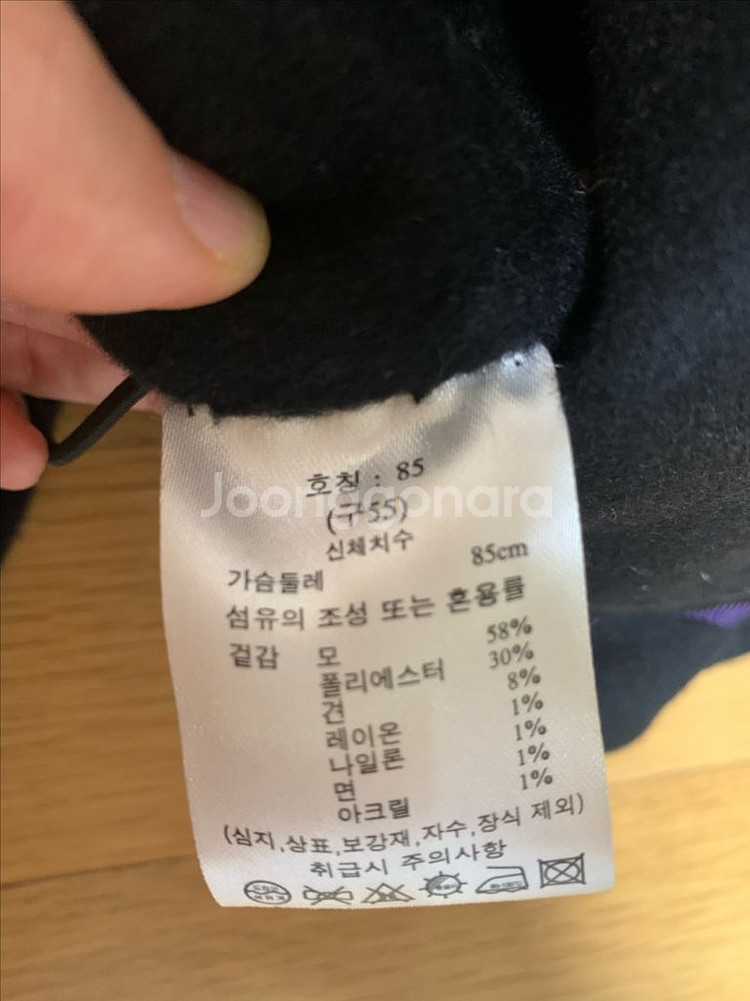 호칭 : 85
Joonggonara
(구55)
신체치수
가슴둘레 85cm
섬유의 조성 또는 혼용률
겉감 모 58%
폴리에스터 30%
견 8%
레이온 1%
나일론 1%
면 1%
아크릴 1%
(심지,상표,보강재,자수,장식 제외)
취급시 주의사항